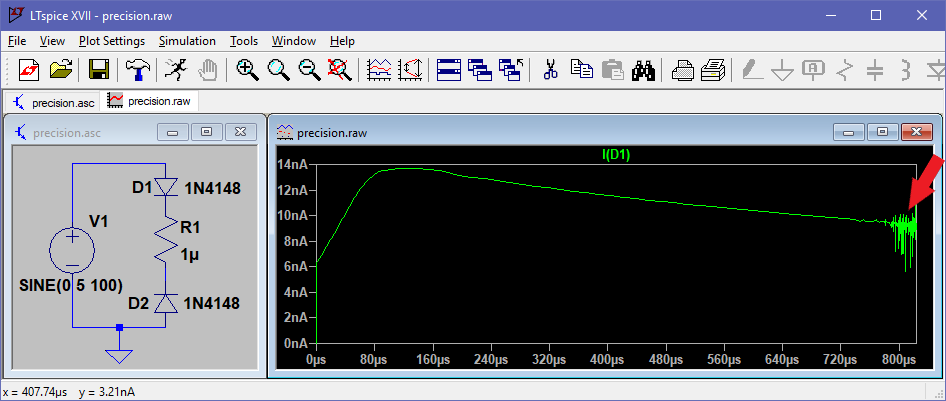 LTspice XVII - precision.raw
File View Plot Settings Simulation Tools Window Help
precision.asc precision.raw
precision.asc
D1 1N4148
V1
R1
1µ
SINE(0 5 100)
D2 1N4148
precision.raw
I(D1)
14nA
12nA
10nA
8nA
6nA
4nA
2nA
0nA
0µs 80µs 160µs 240µs 320µs 400µs 480µs 560µs 640µs 720µs 800µs
x = 407.74µs y = 3.21nA